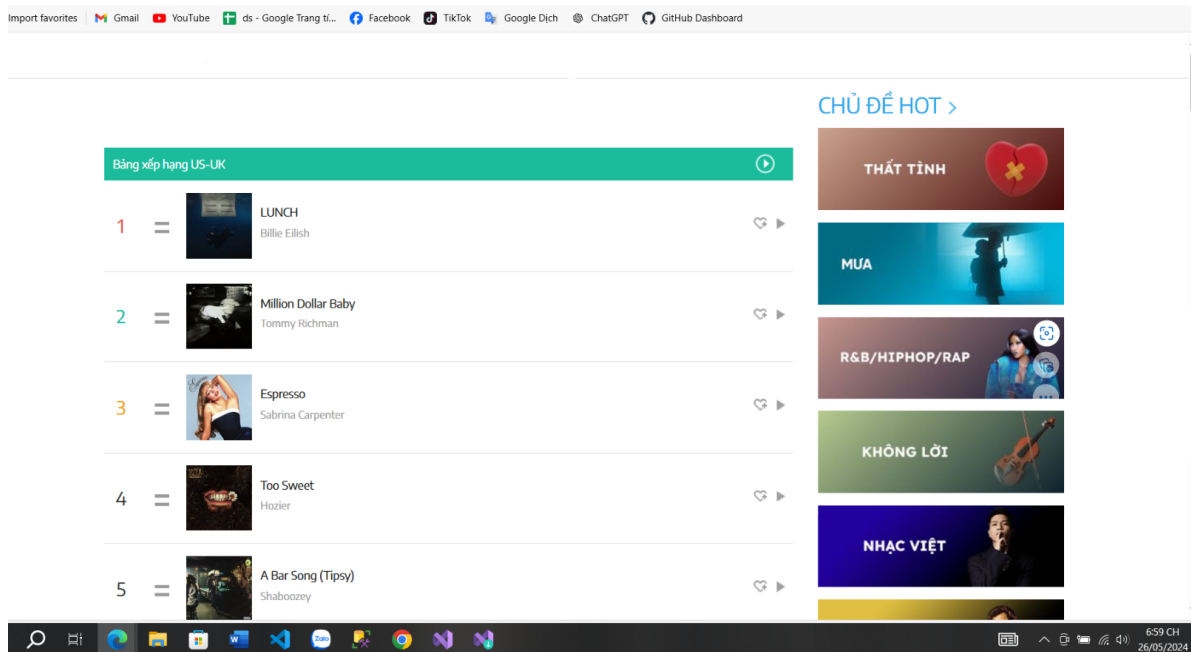 Import favorites
Gmail
YouTube
ds - Google Trang tí...
Facebook
TikTok
Google Dịch
ChatGPT
GitHub Dashboard
CHỦ ĐỀ HOT >
Bảng xếp hạng US-UK
1
LUNCH
Billie Eilish
2
Million Dollar Baby
Tommy Richman
3
Espresso
Sabrina Carpenter
4
Too Sweet
Hozier
5
A Bar Song (Tipsy)
Shaboozey
THẤT TÌNH
MƯA
R&B/HIPHOP/RAP
KHÔNG LỜI
NHẠC VIỆT
Zalo
6:59 CH
26/05/2024